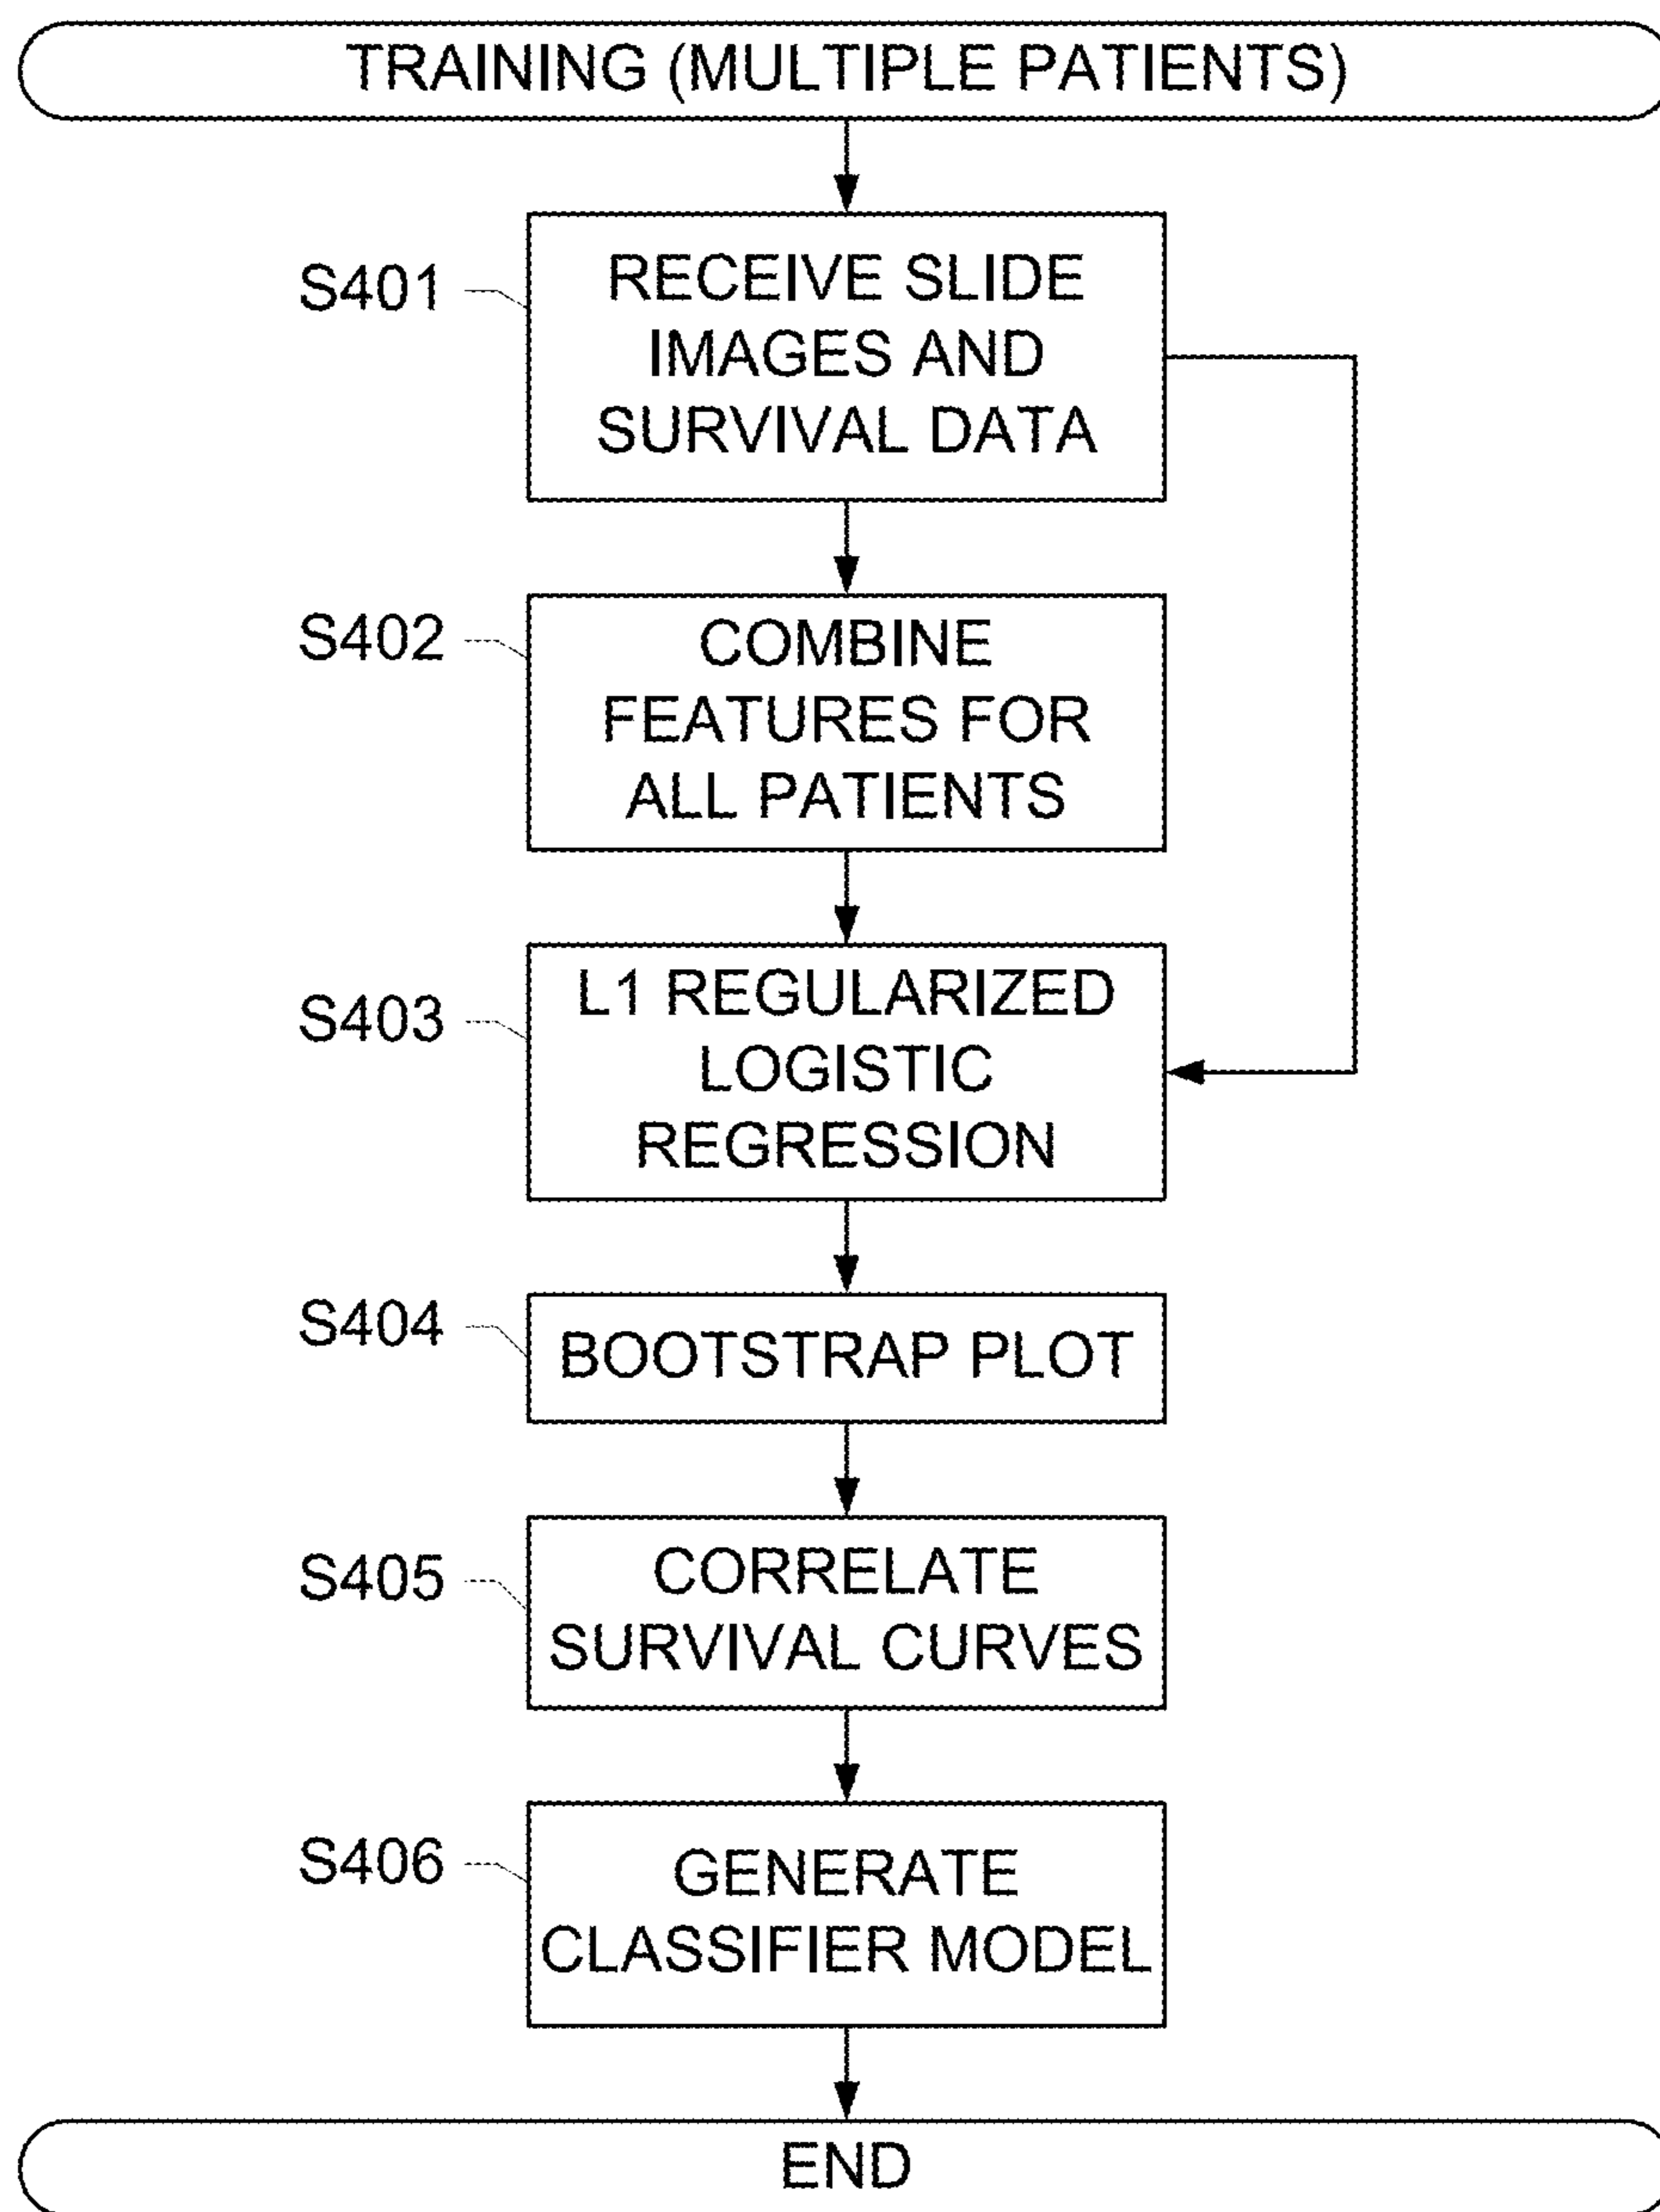 TRAINING (MULTIPLE PATIENTS)
S401
RECEIVE SLIDE
IMAGES AND
SURVIVAL DATA
S402
COMBINE
FEATURES FOR
ALL PATIENTS
S403
L1 REGULARIZED
LOGISTIC
REGRESSION
S404
BOOTSTRAP PLOT
S405
CORRELATE
SURVIVAL CURVES
S406
GENERATE
CLASSIFIER MODEL
END